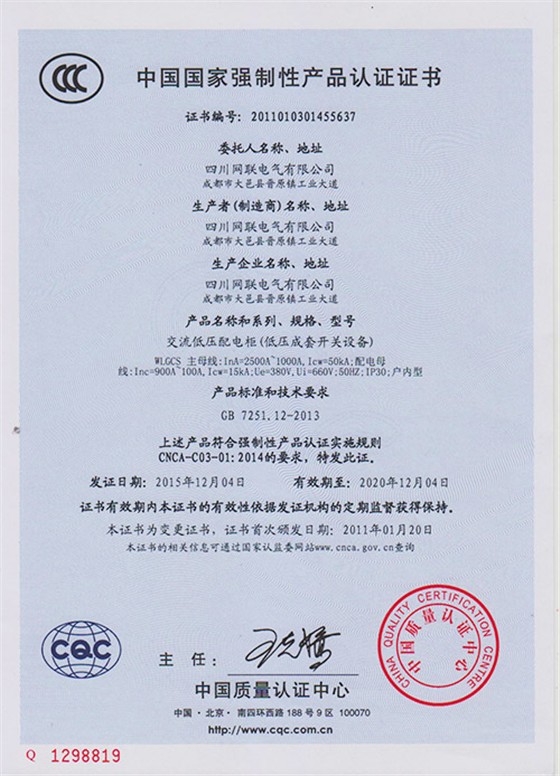 中国国家强制性产品认证证书
证书编号：2011010301455637
委托人名称、地址
四川网联电气有限公司
成都市大邑县晋原镇工业大道
生产者(制造商)名称、地址
四川网联电气有限公司
成都市大邑县晋原镇工业大道
生产企业名称、地址
四川网联电气有限公司
成都市大邑县晋原镇工业大道
产品名称和系列、规格、型号
交流低压配电柜(低压成套开关设备)
WLGCS 主母线:InA=2500A~1000A,Icw=50kA;配电母
线:Inc=900A~100A,Icw=15kA;Ue=380V,Ui=660V;50HZ;IP30;户内型
产品标准和技术要求
GB 7251.12-2013
上述产品符合强制性产品认证实施规则
CNCA-C03-01:2014的要求，特发此证。
发证日期：2015年12月04日 有效期至：2020年12月04日
证书有效期内本证书的有效性依据发证机构的定期监督获得保持。
本证书为变更证书，证书首次颁发日期：2011年01月20日
本证书的相关信息可通过国家认监委网站www.cnca.gov.cn查询
CQC
主任：
CHINA QUALITY CERTIFICATION CENTRE
中国质量认证中心
中国质量认证中心
中国・北京・南四环西路188号9区 100070
http://www.cqc.com.cn
Q 1298819